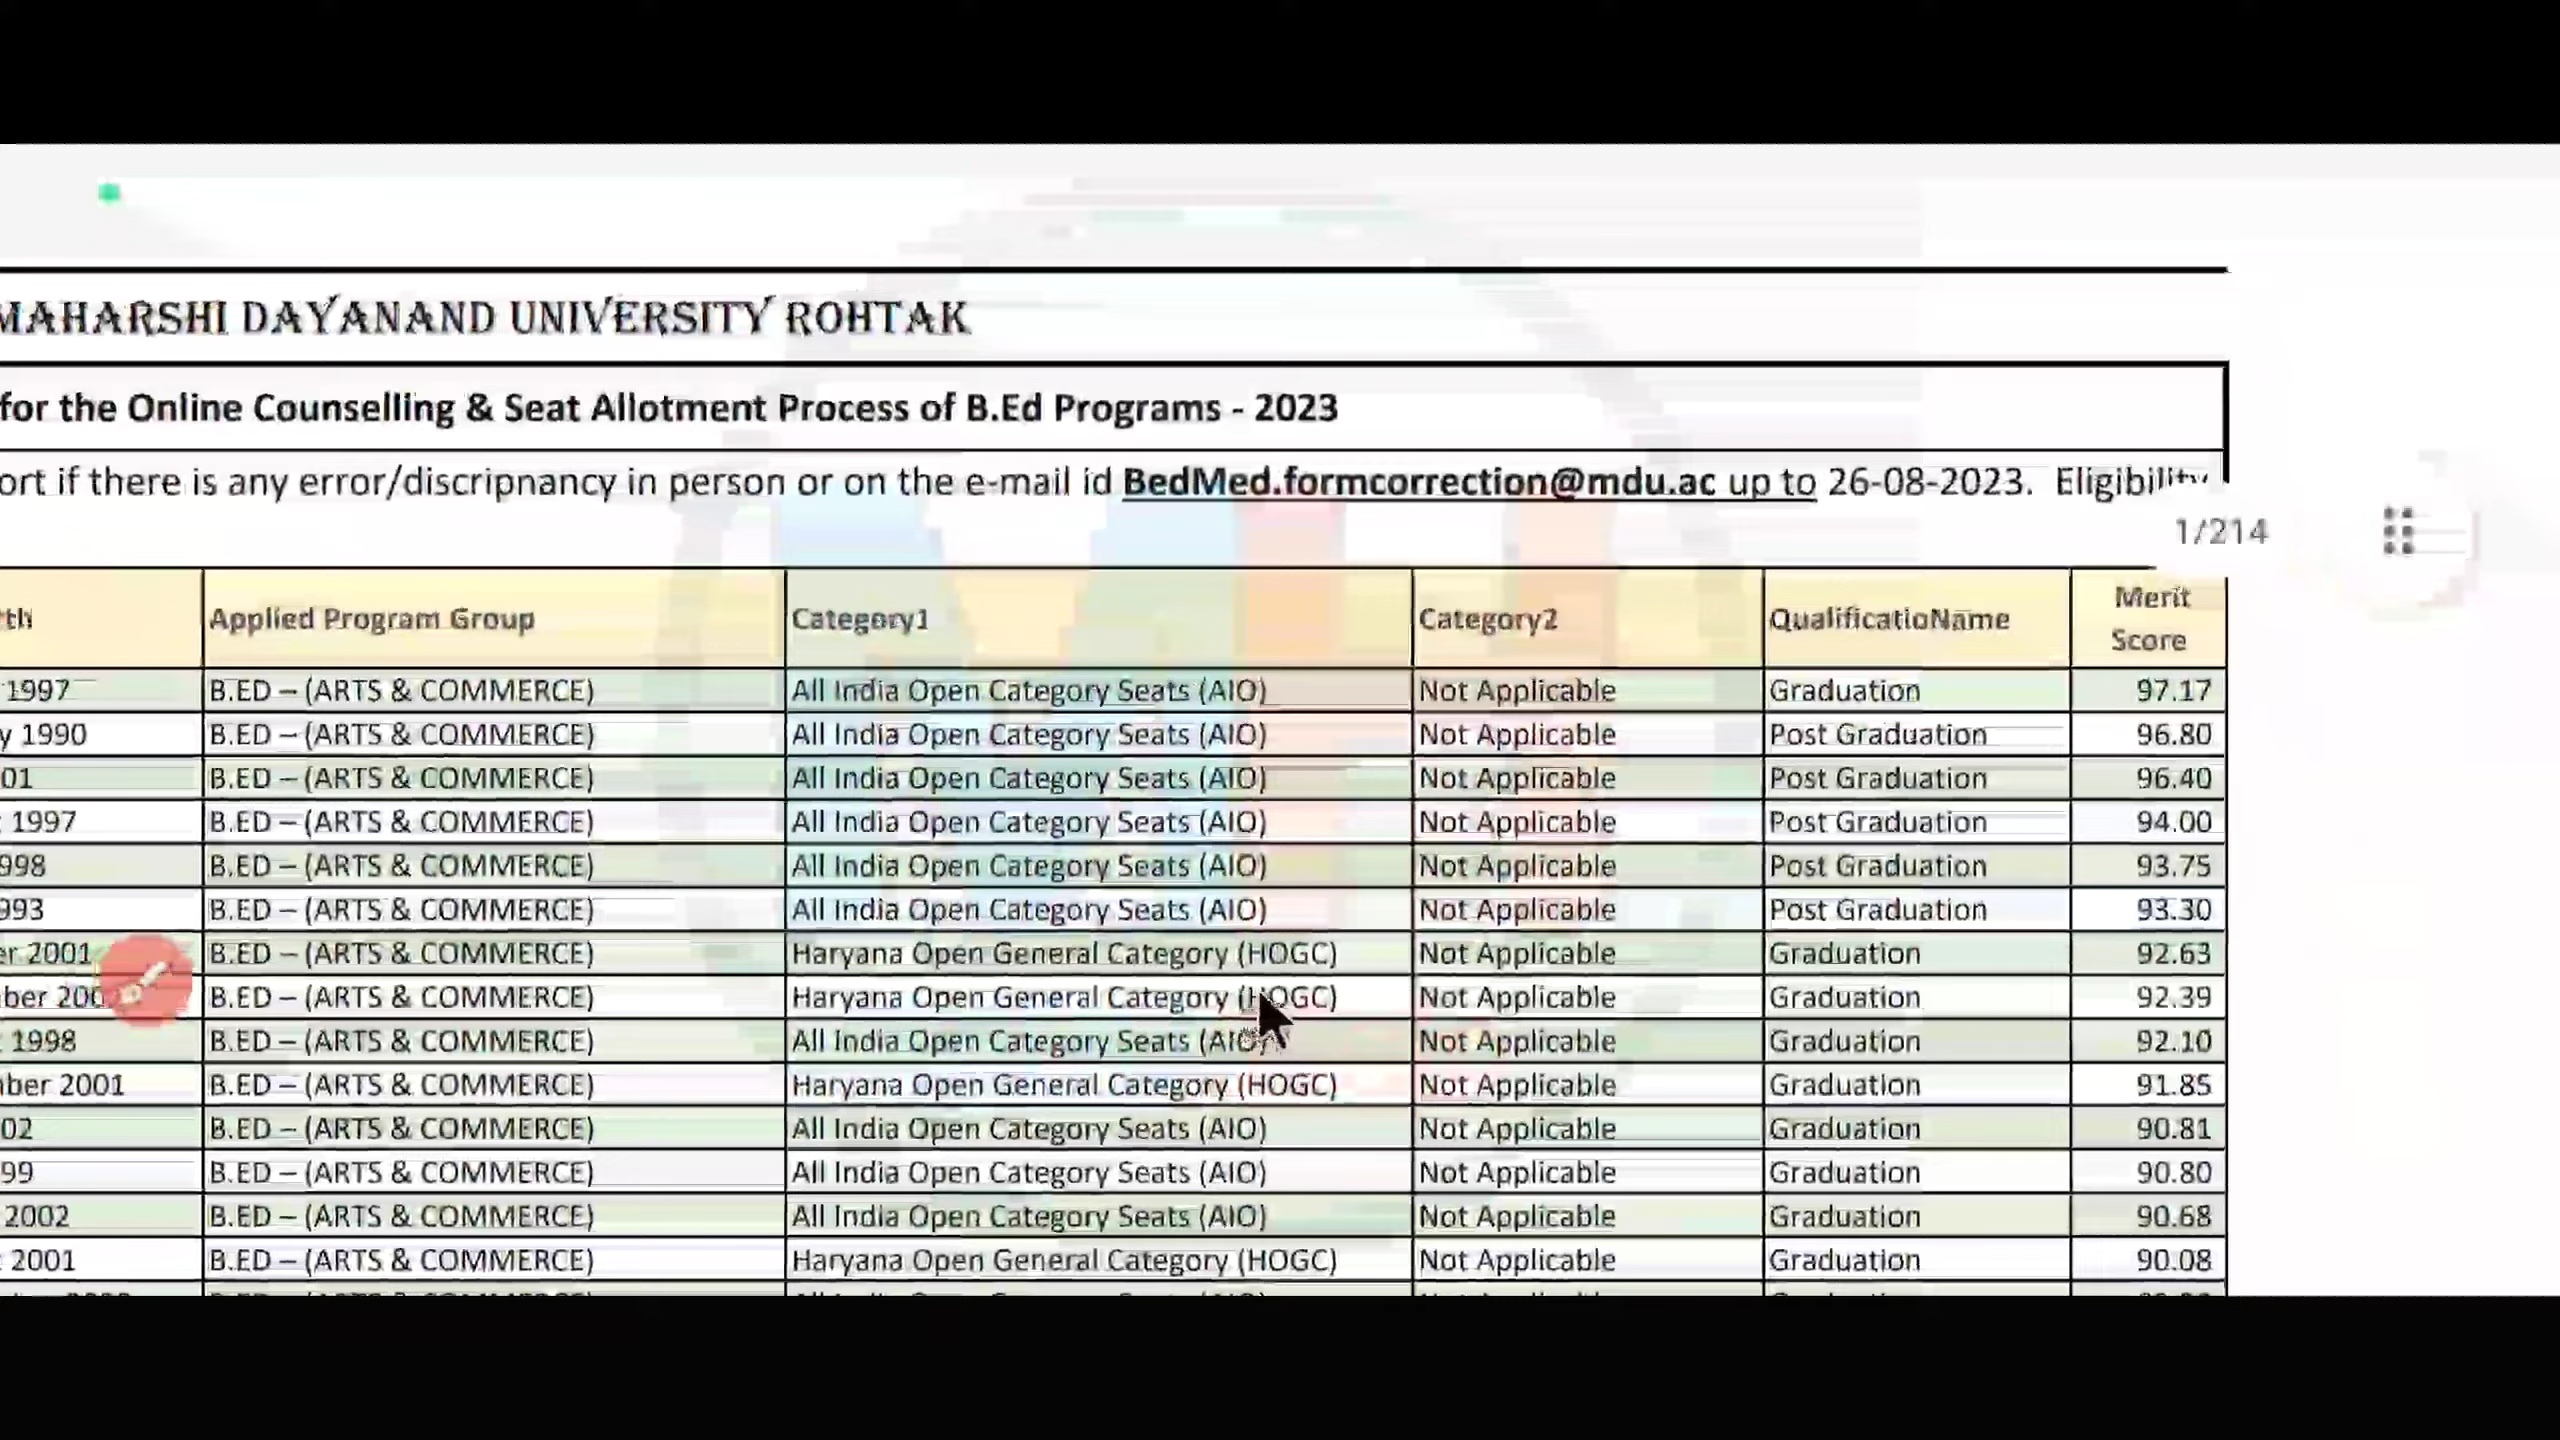 MAHARSHI DAYANAND UNIVERSITY ROHTAK
for the Online Counselling & Seat Allotment Process of B.Ed Programs - 2023
ort if there is any error/discripnancy in person or on the e-mail id BedMed.formcorrection@mdu.ac up to 26-08-2023. Eligibility
1/214
th Applied Program Group Category1 Category2 QualificatioName Merit Score
1997 B.ED – (ARTS & COMMERCE) All India Open Category Seats (AIO) Not Applicable Graduation 97.17
y 1990 B.ED – (ARTS & COMMERCE) All India Open Category Seats (AIO) Not Applicable Post Graduation 96.80
01 B.ED – (ARTS & COMMERCE) All India Open Category Seats (AIO) Not Applicable Post Graduation 96.40
1997 B.ED – (ARTS & COMMERCE) All India Open Category Seats (AIO) Not Applicable Post Graduation 94.00
998 B.ED – (ARTS & COMMERCE) All India Open Category Seats (AIO) Not Applicable Post Graduation 93.75
993 B.ED – (ARTS & COMMERCE) All India Open Category Seats (AIO) Not Applicable Post Graduation 93.30
er 2001 B.ED – (ARTS & COMMERCE) Haryana Open General Category (HOGC) Not Applicable Graduation 92.63
ber 200 B.ED – (ARTS & COMMERCE) Haryana Open General Category (HOGC) Not Applicable Graduation 92.39
1998 B.ED – (ARTS & COMMERCE) All India Open Category Seats (AIO) Not Applicable Graduation 92.10
ber 2001 B.ED – (ARTS & COMMERCE) Haryana Open General Category (HOGC) Not Applicable Graduation 91.85
02 B.ED – (ARTS & COMMERCE) All India Open Category Seats (AIO) Not Applicable Graduation 90.81
99 B.ED – (ARTS & COMMERCE) All India Open Category Seats (AIO) Not Applicable Graduation 90.80
2002 B.ED – (ARTS & COMMERCE) All India Open Category Seats (AIO) Not Applicable Graduation 90.68
2001 B.ED – (ARTS & COMMERCE) Haryana Open General Category (HOGC) Not Applicable Graduation 90.08